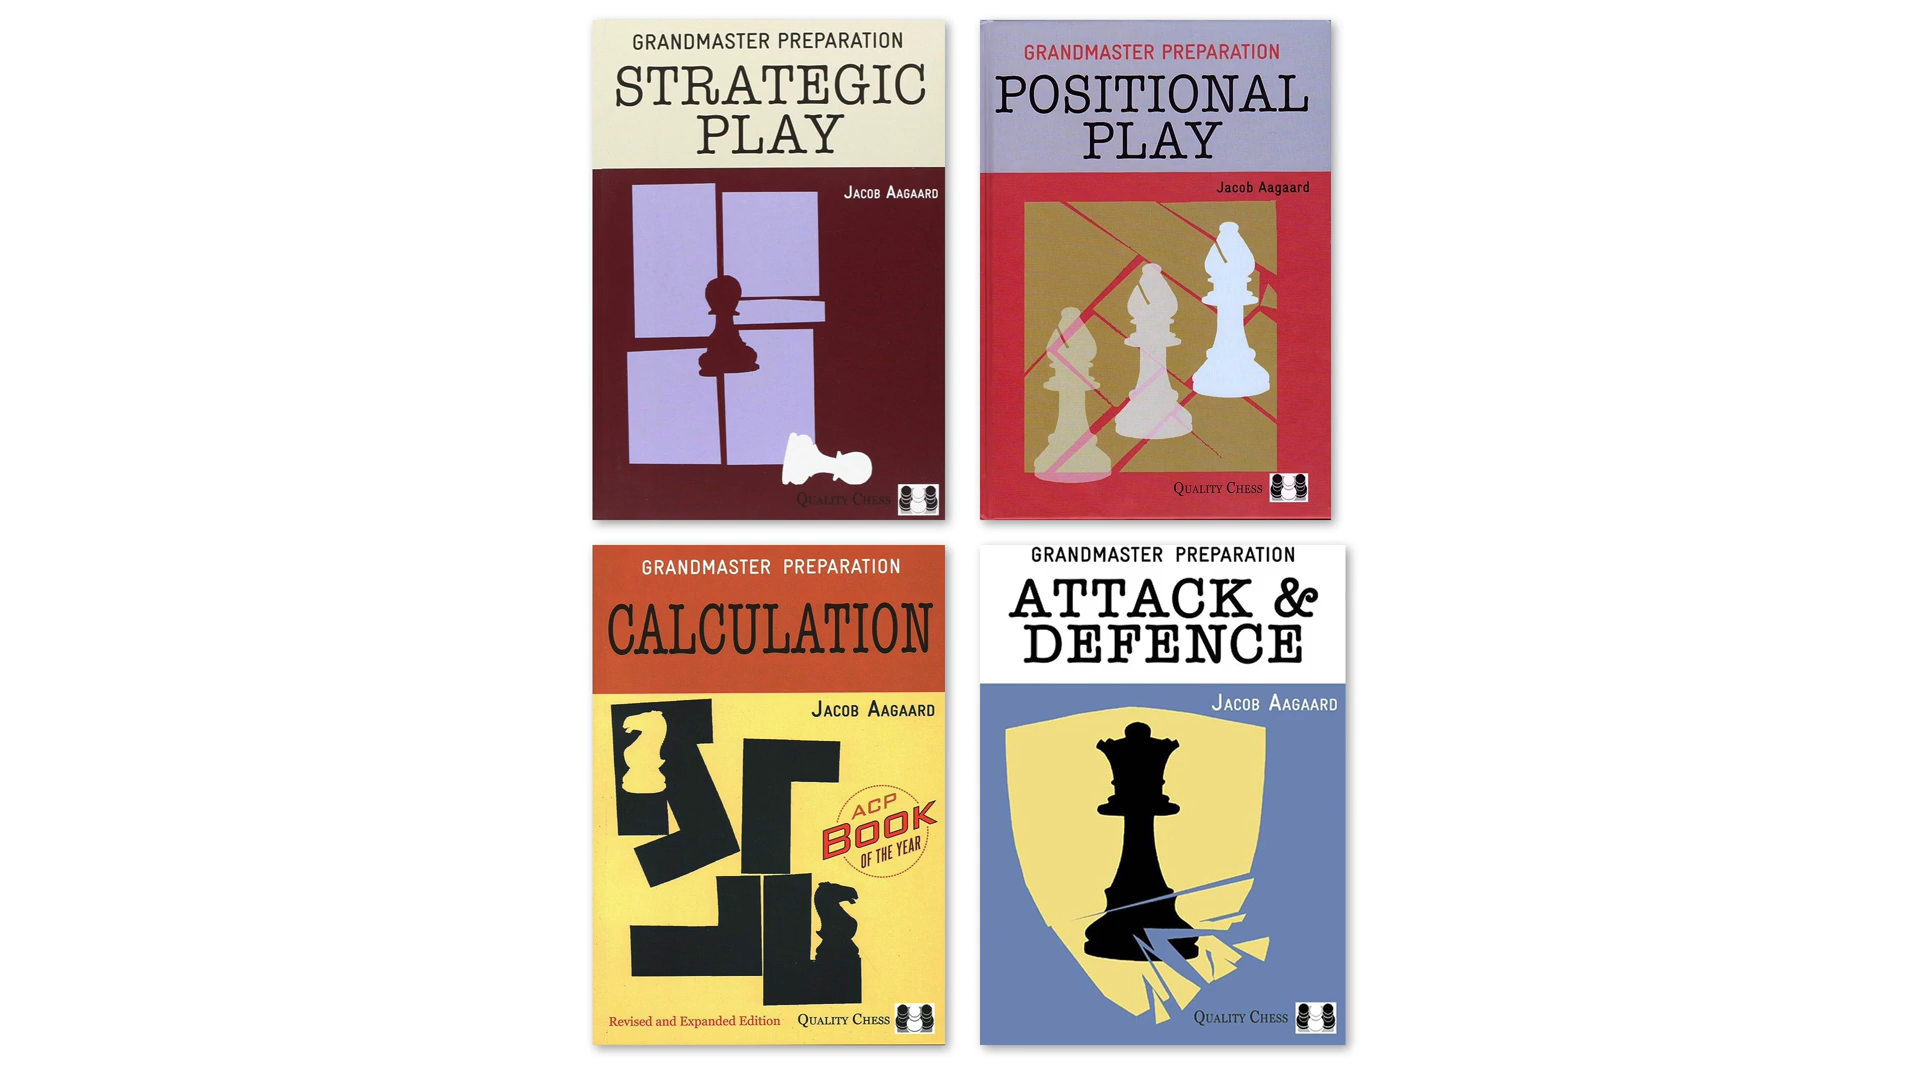 GRANDMASTER PREPARATION
STRATEGIC
PLAY
JACOB AAGAARD
QUALITY CHESS
GRANDMASTER PREPARATION
POSITIONAL
PLAY
Jacob Aagaard
QUALITY CHESS
GRANDMASTER PREPARATION
CALCULATION
JACOB AAGAARD
ACP
BOOK
OF THE YEAR
Revised and Expanded Edition
QUALITY CHESS
GRANDMASTER PREPARATION
ATTACK &
DEFENCE
JACOB AAGAARD
QUALITY CHESS